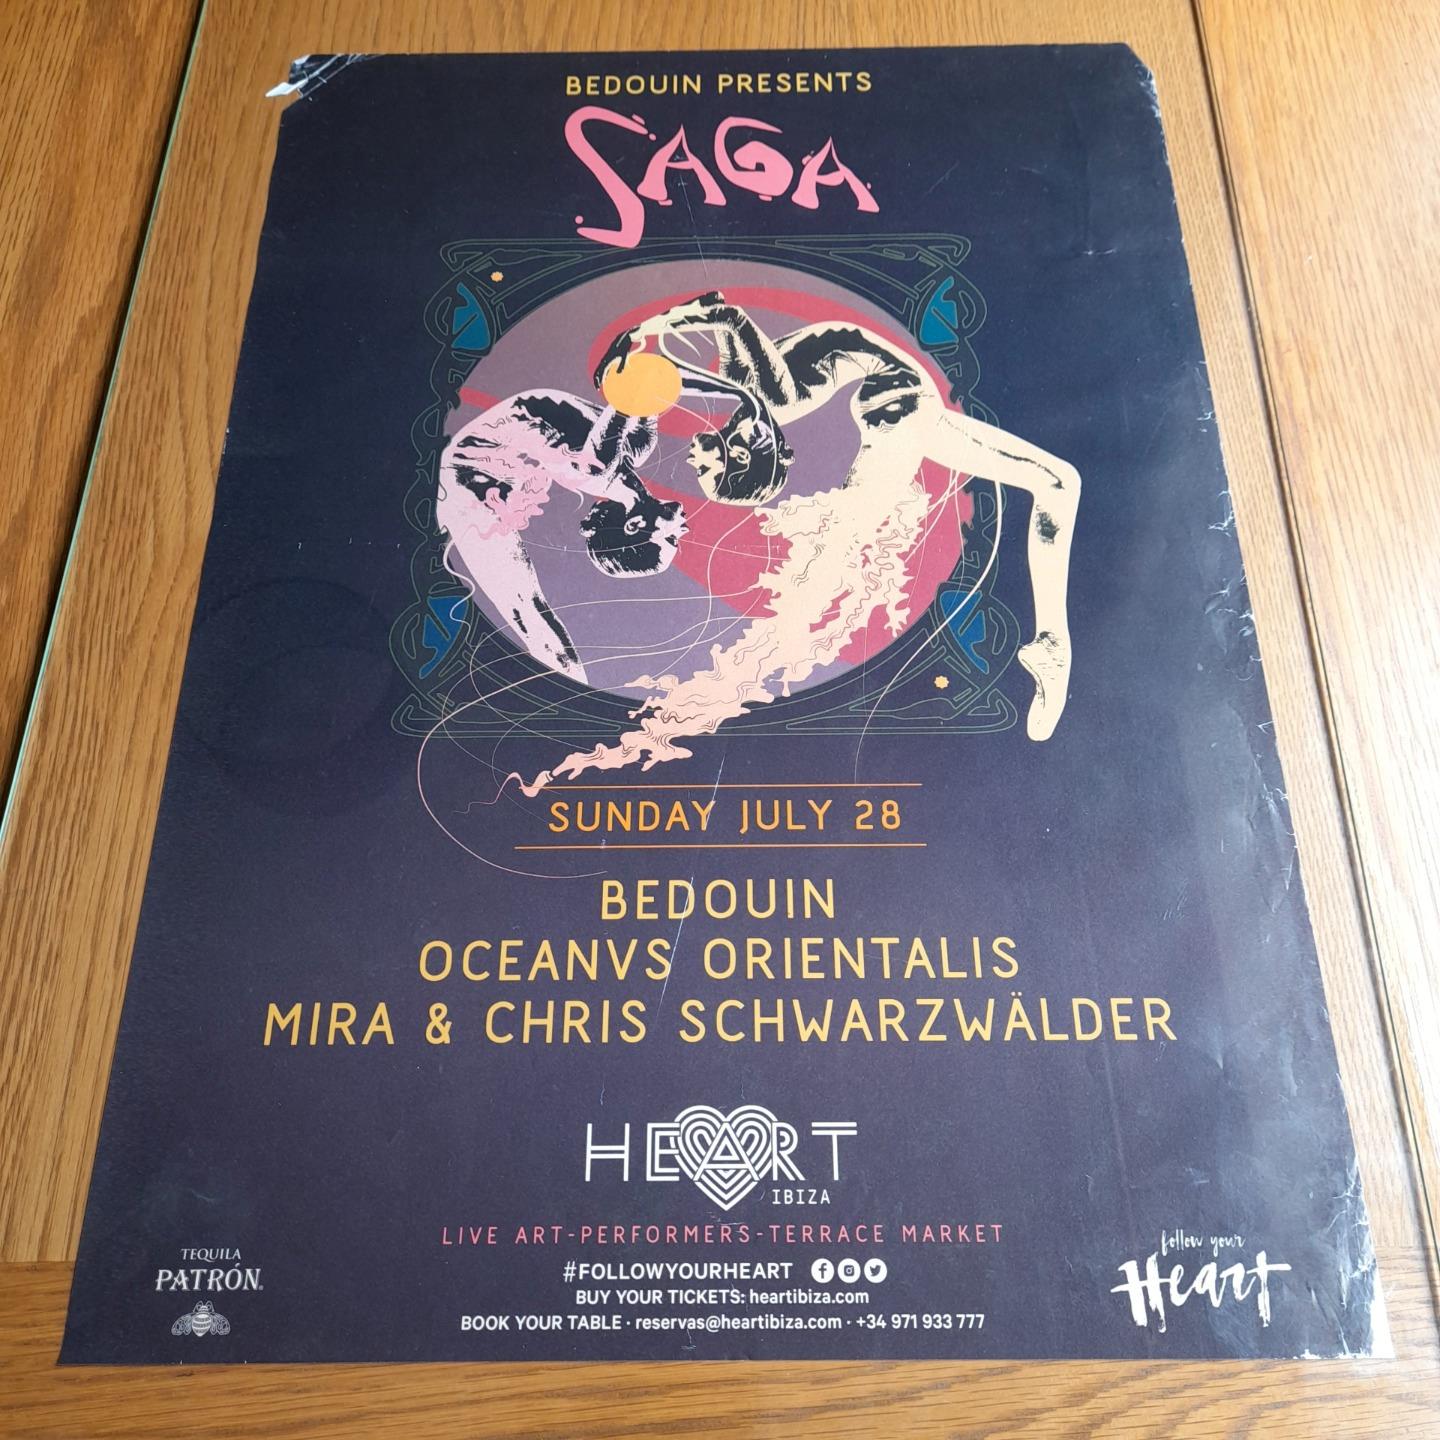 BEDOUIN PRESENTS
SAGA
SUNDAY JULY 28
BEDOUIN
OCEANVS ORIENTALIS
MIRA & CHRIS SCHWARZWÄLDER
HEART
IBIZA
LIVE ART-PERFORMERS-TERRACE MARKET
#FOLLOWYOURHEART
BUY YOUR TICKETS: heartibiza.com
BOOK YOUR TABLE · reservas@heartibiza.com · +34 971 933 777
TEQUILA
PATRÓN.
follow your
Heart